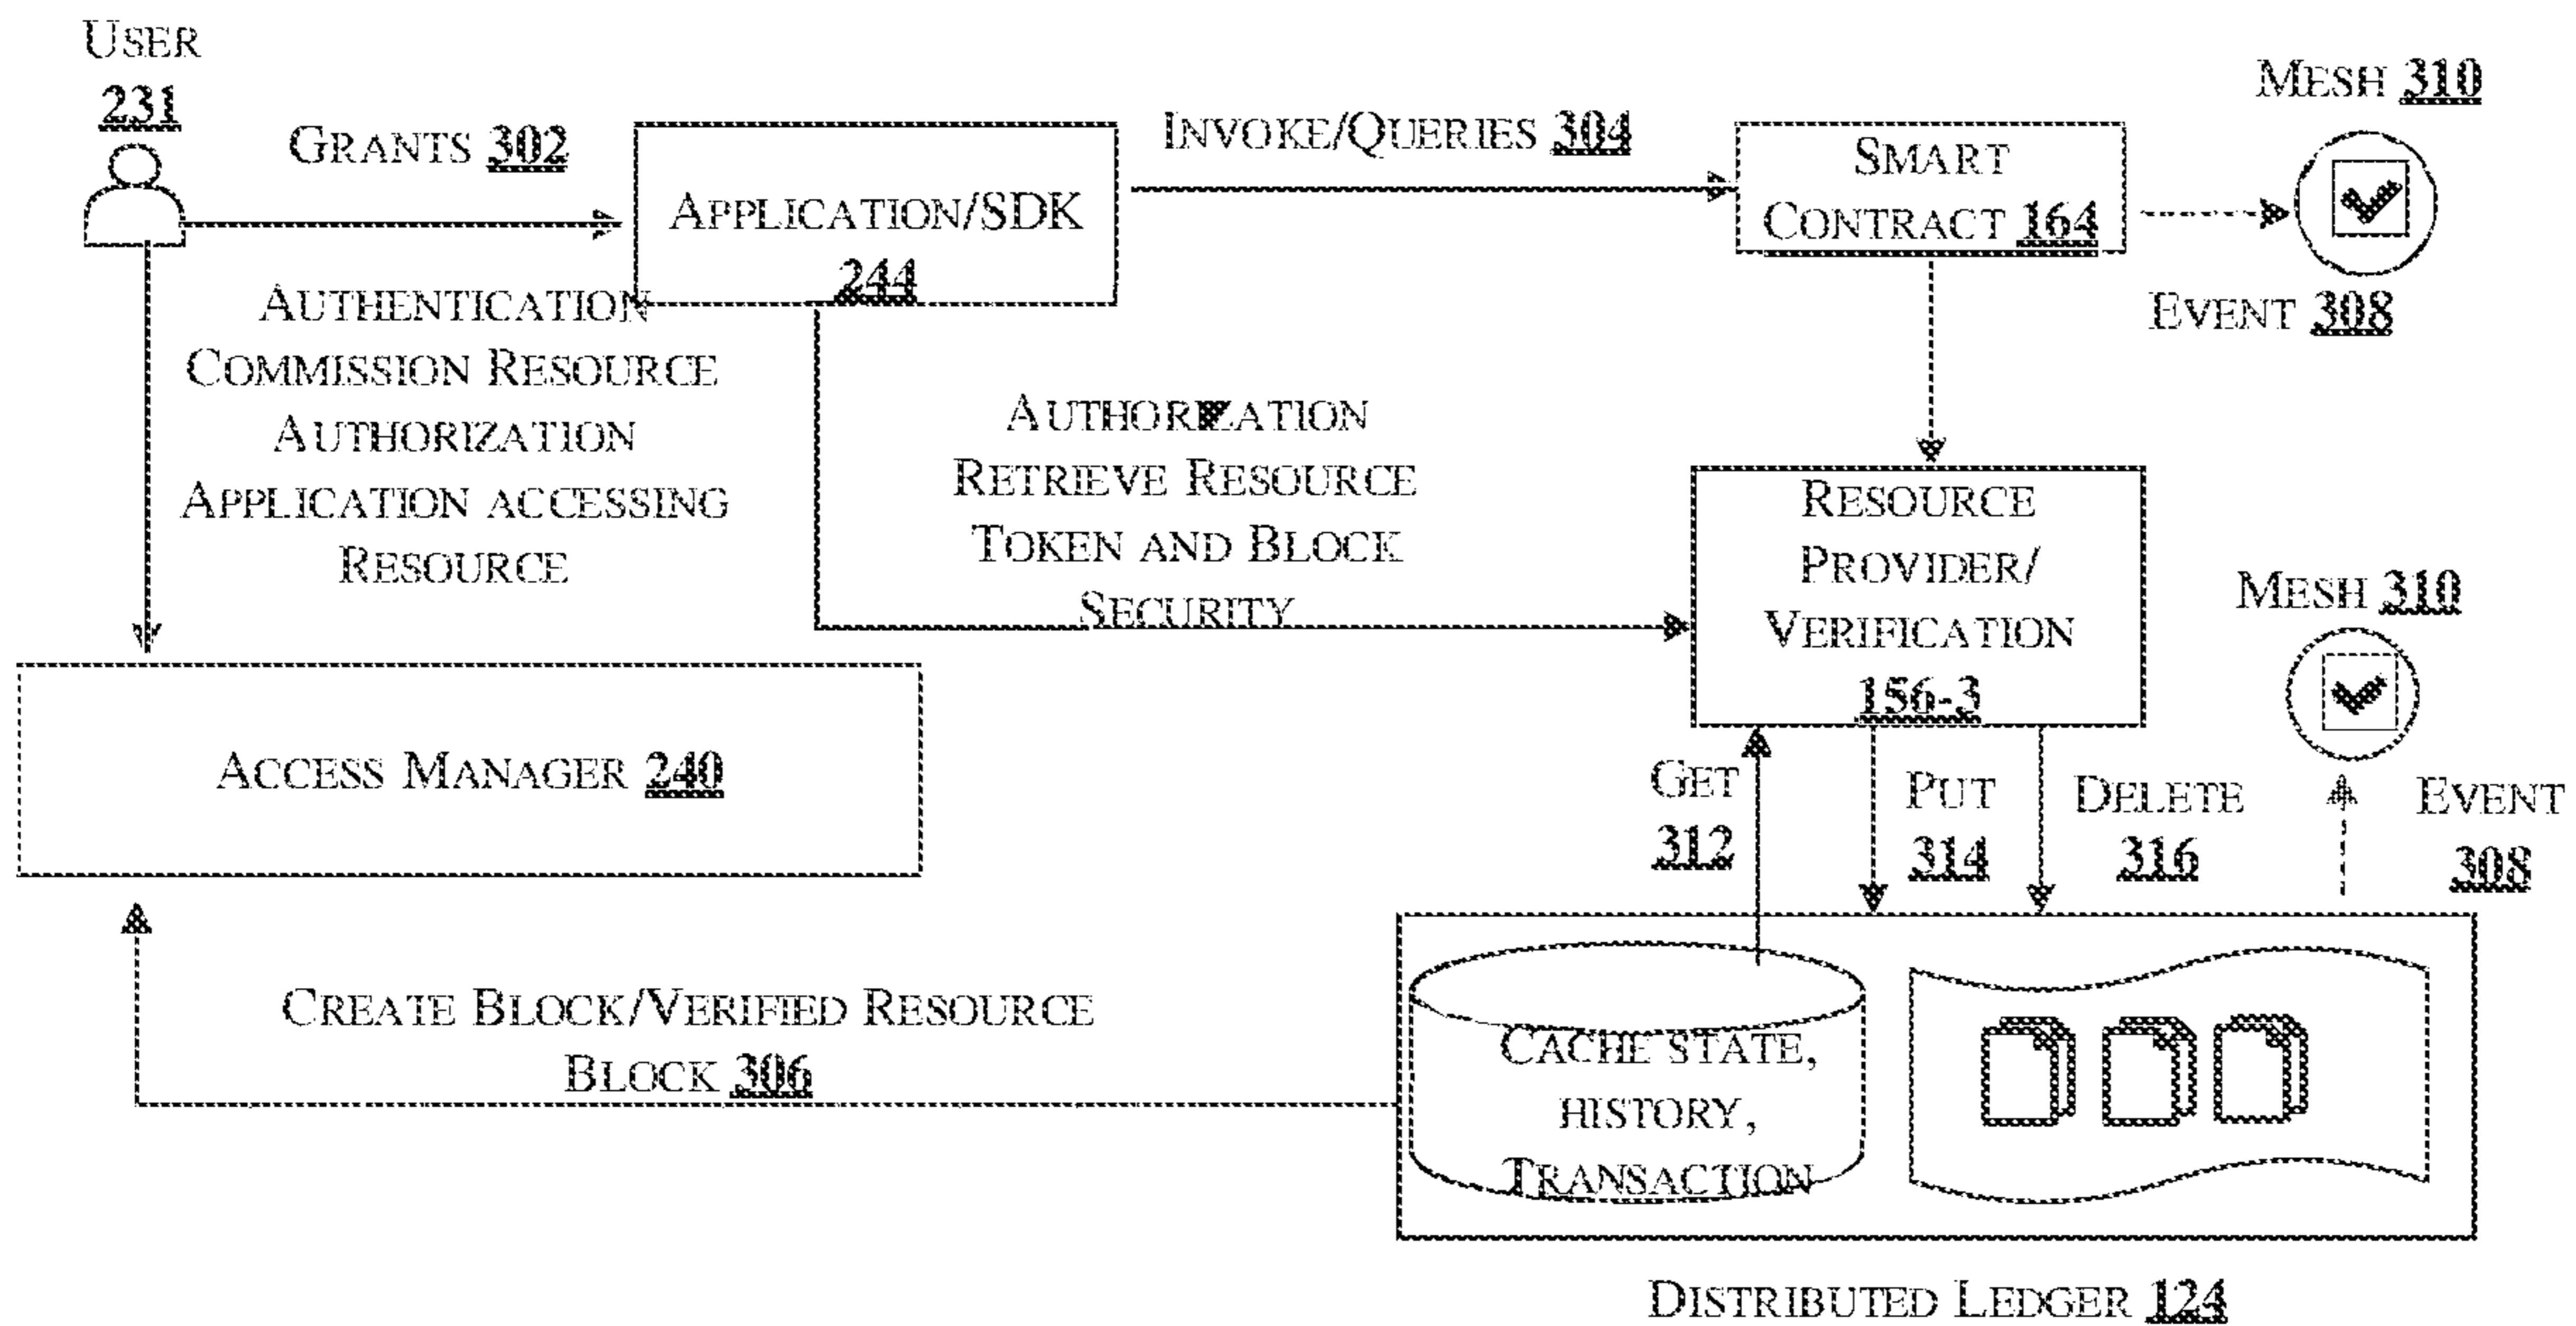 USER
231
GRANTS 302
APPLICATION/SDK
244
INVOKE/QUERIES 304
SMART
CONTRACT 164
MESH 310
EVENT 308
AUTHENTICATION
COMMISSION RESOURCE
AUTHORIZATION
APPLICATION ACCESSING
RESOURCE
AUTHORIZATION
RETRIEVE RESOURCE
TOKEN AND BLOCK
SECURITY
RESOURCE
PROVIDER/
VERIFICATION
156-3
MESH 310
EVENT
308
ACCESS MANAGER 240
GET
312
PUT
314
DELETE
316
CREATE BLOCK/VERIFIED RESOURCE
BLOCK 306
CACHE STATE,
HISTORY,
TRANSACTION
DISTRIBUTED LEDGER 124